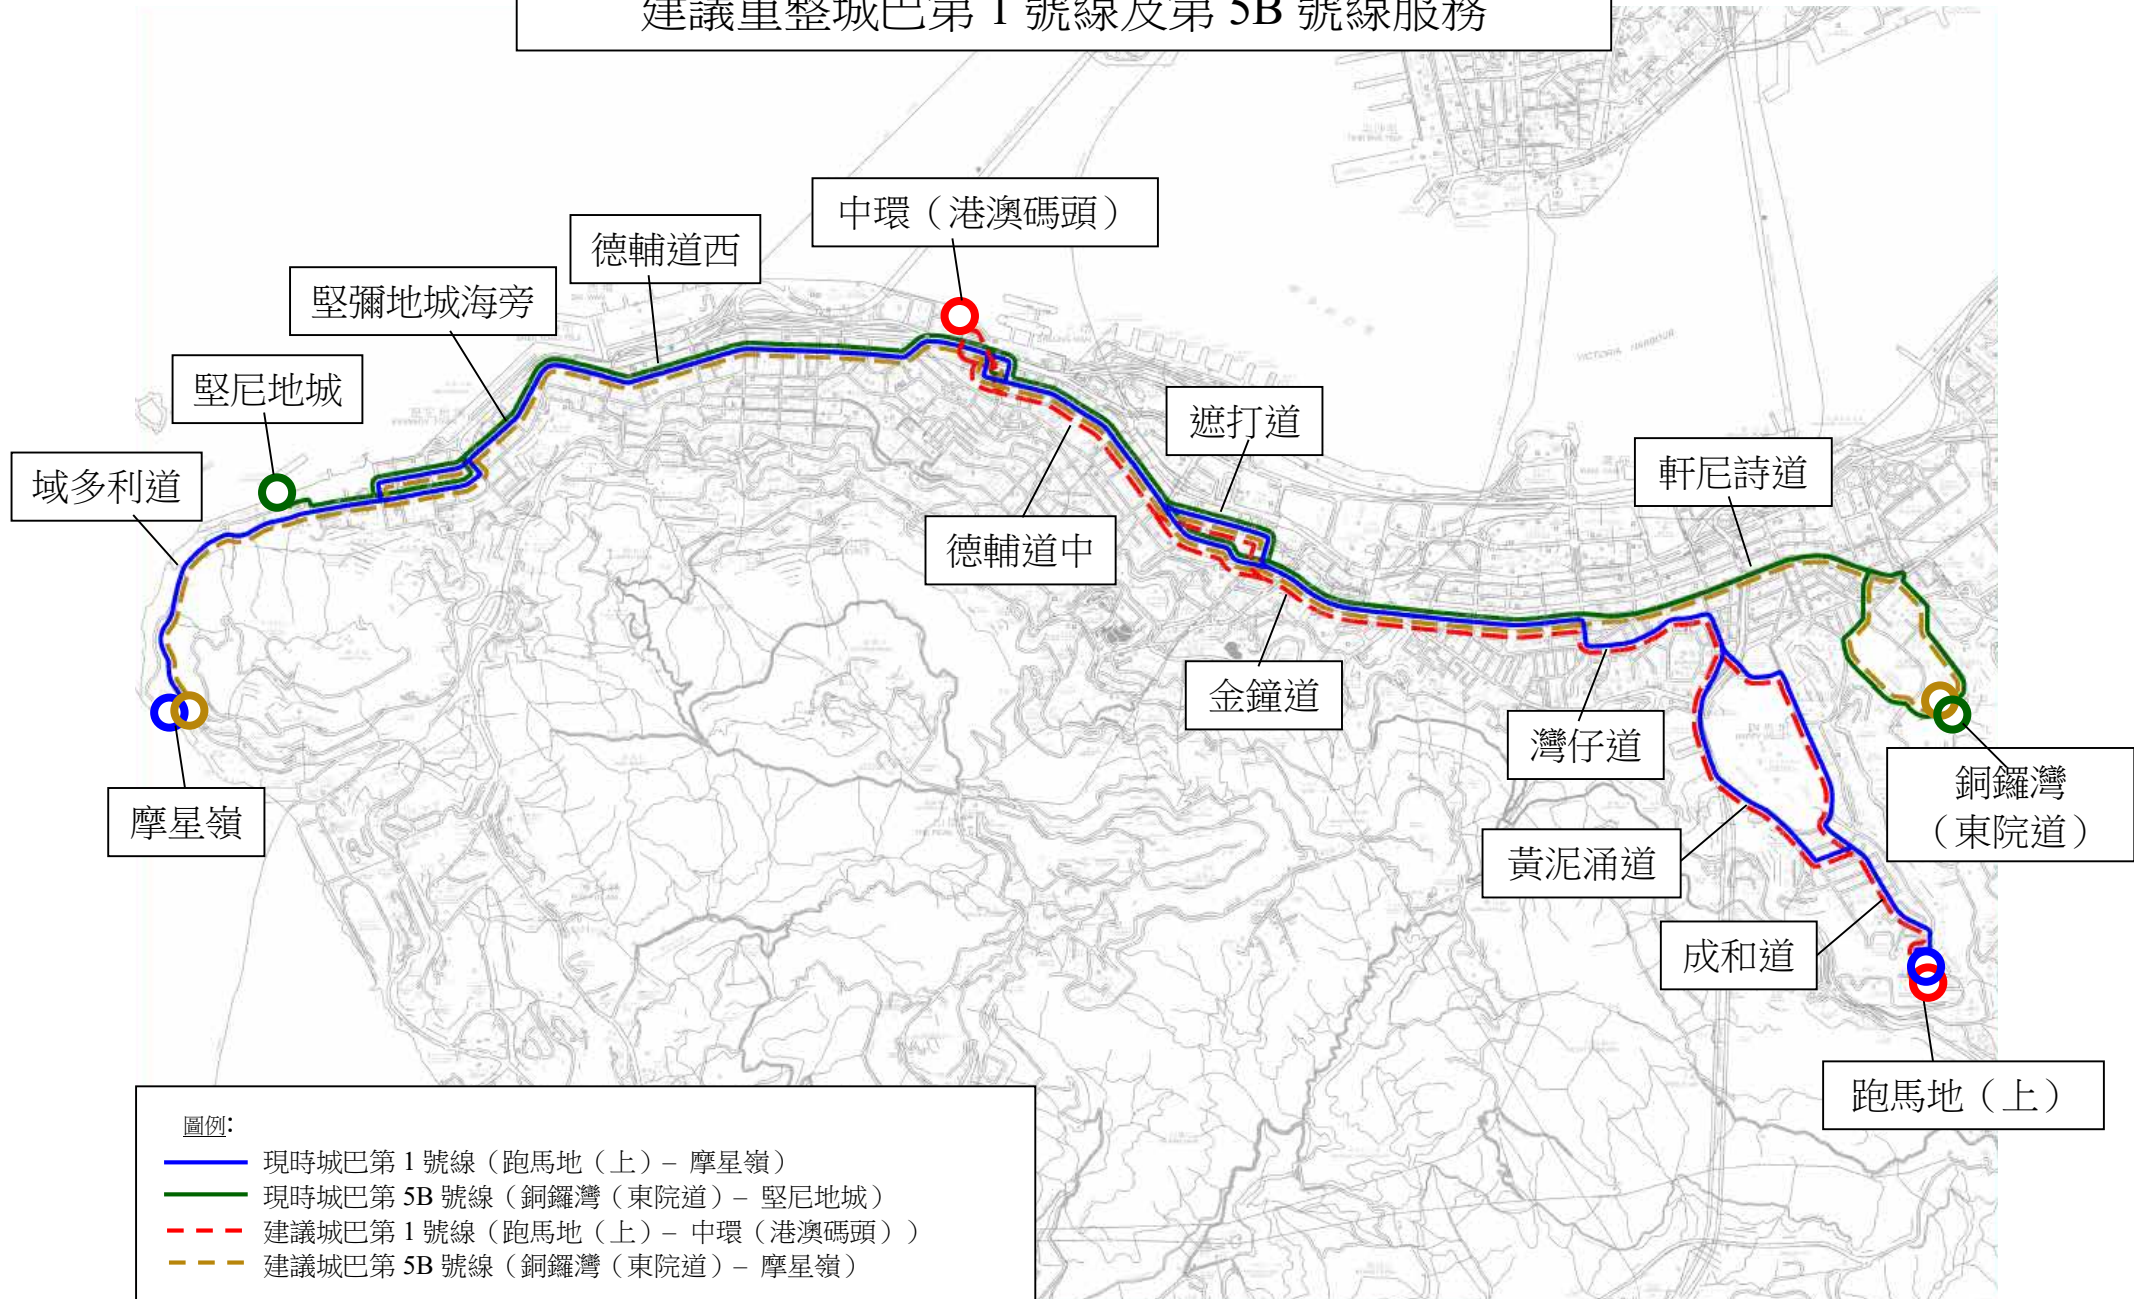 建議重整城巴第 1 號線及第 5B 號線服務
中環（港澳碼頭）
德輔道西
堅彌地城海旁
堅尼地城
遮打道
域多利道
軒尼詩道
德輔道中
金鐘道
灣仔道
銅鑼灣
（東院道）
摩星嶺
黃泥涌道
成和道
跑馬地（上）
VICTORIA HARBOUR
圖例:
現時城巴第 1 號線（跑馬地（上）– 摩星嶺）
現時城巴第 5B 號線（銅鑼灣（東院道）– 堅尼地城）
建議城巴第 1 號線（跑馬地（上）– 中環（港澳碼頭））
建議城巴第 5B 號線（銅鑼灣（東院道）– 摩星嶺）